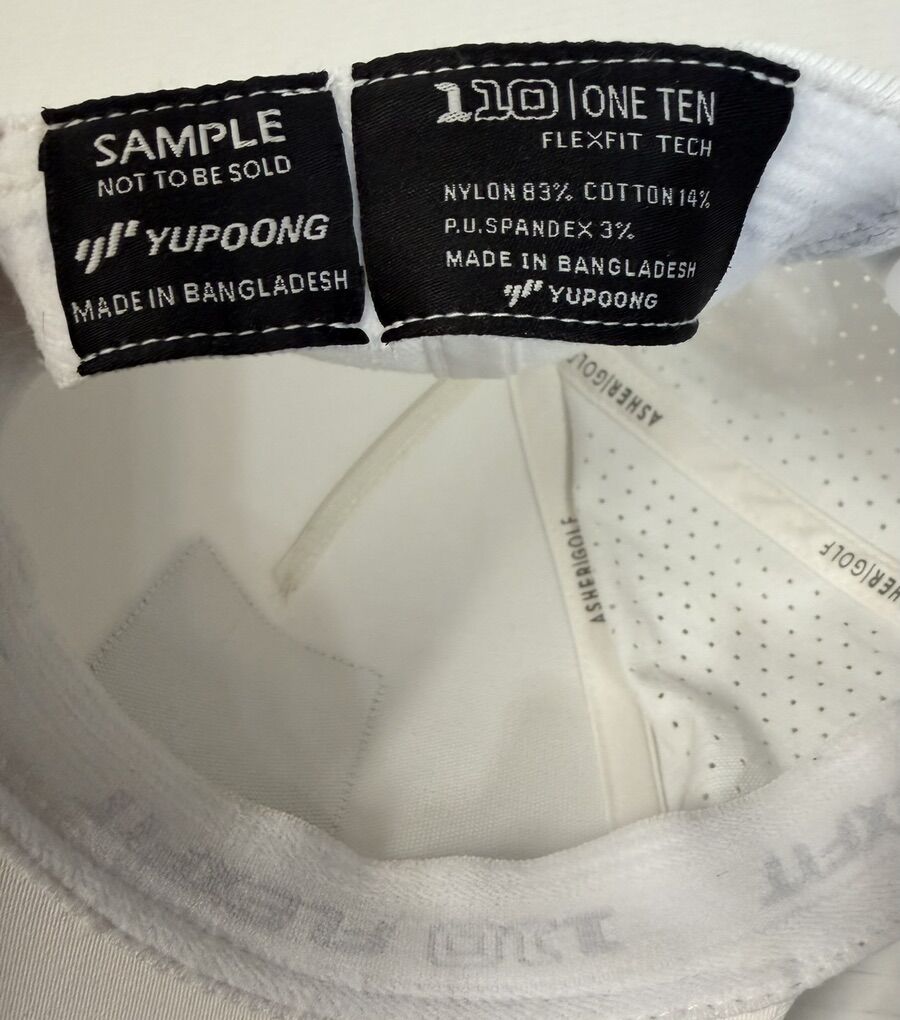 SAMPLE
NOT TO BE SOLD
YUPOONG
MADE IN BANGLADESH
110 | ONE TEN
FLEXFIT TECH
NYLON 83% COTTON 14%
P.U.SPANDEX 3%
MADE IN BANGLADESH
YUPOONG
ASHER|GOLF
ASHER|GOLF
ASHER|GOLF
110